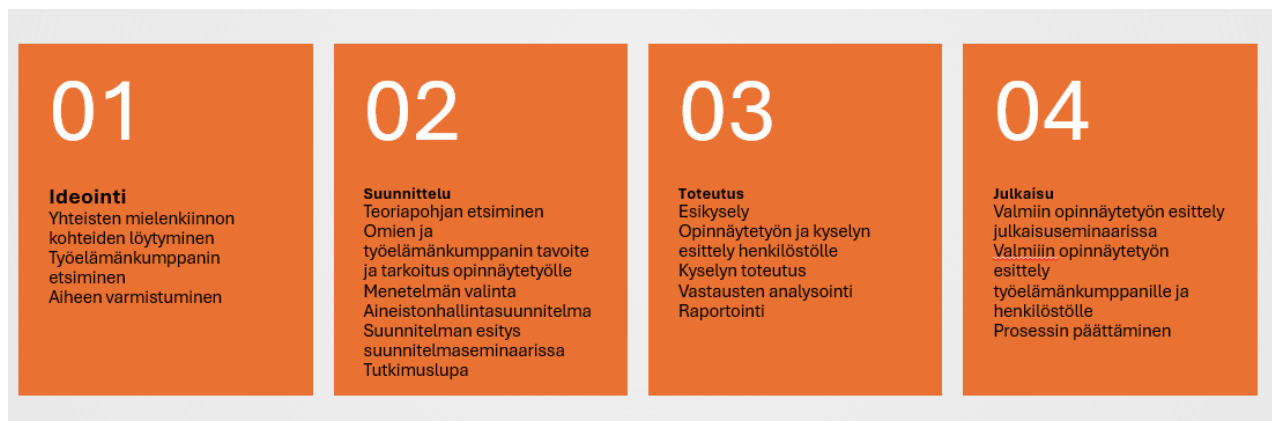 01
Ideointi
Yhteisten mielenkiinnon
kohteiden löytyminen
Työelämänkumppanin
etsiminen
Aiheen varmistuminen
02
Suunnittelu
Teoriapohjan etsiminen
Omien ja
työelämänkumppanin tavoite
ja tarkoitus opinnäytetyölle
Menetelmän valinta
Aineistonhallintasuunnitelma
Suunnitelman esitys
suunnitelmaseminaarissa
Tutkimuslupa
03
Toteutus
Esikysely
Opinnäytetyön ja kyselyn
esittely henkilöstölle
Kyselyn toteutus
Vastausten analysointi
Raportointi
04
Julkaisu
Valmiin opinnäytetyön esittely
julkaisuseminaarissa
Valmiiin opinnäytetyön
esittely
työelämänkumppanille ja
henkilöstölle
Prosessin päättäminen